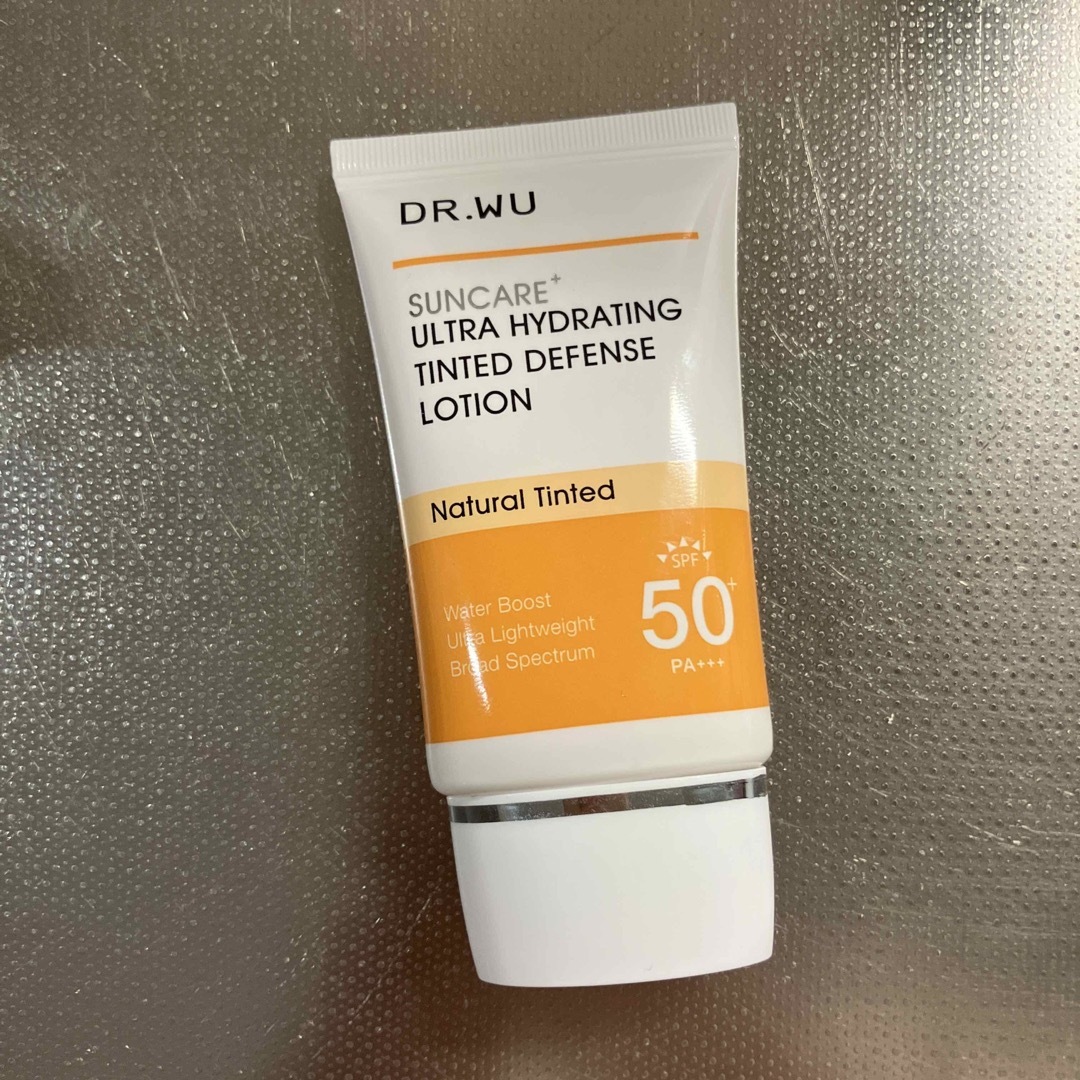 DR.WU
SUNCARE+
ULTRA HYDRATING
TINTED DEFENSE
LOTION
Natural Tinted
SPF
50+
PA+++
Water Boost
Ultra Lightweight
Broad Spectrum